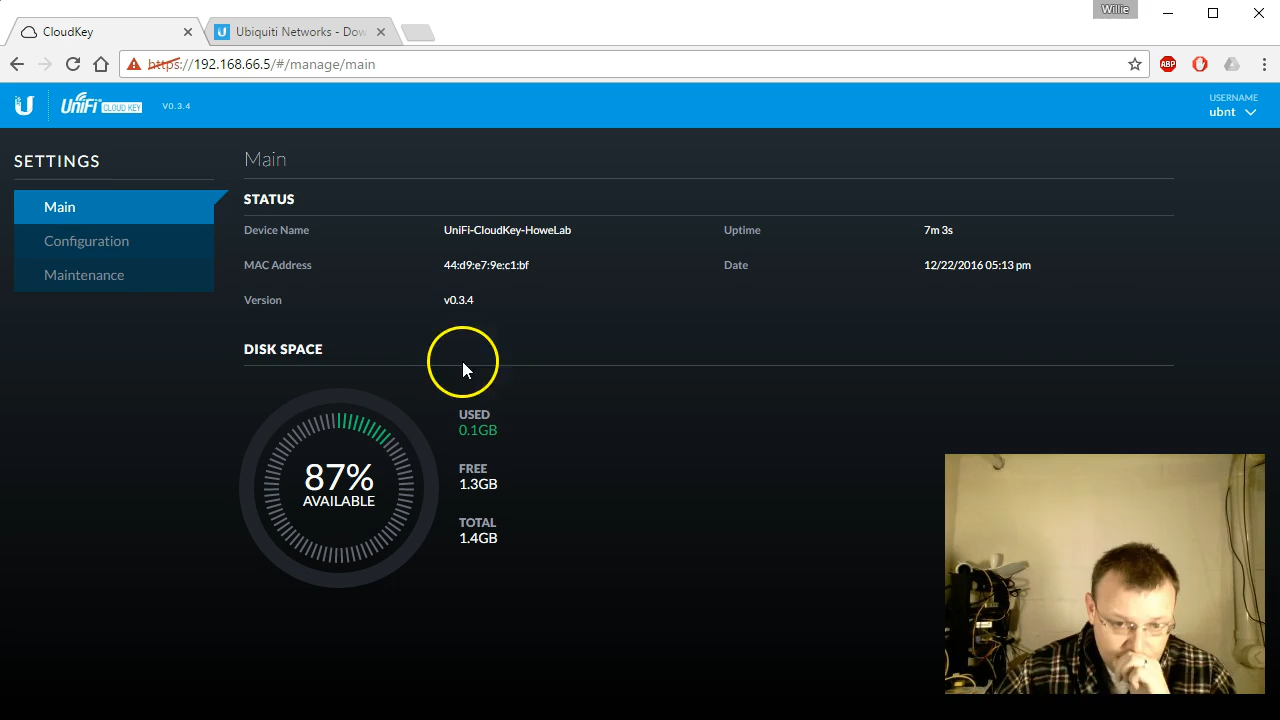 Willie
CloudKey
Ubiquiti Networks - Dow
https://192.168.66.5/#/manage/main
ABP
U UniFi CLOUD KEY V0.3.4
USERNAME
ubnt
SETTINGS
Main
Configuration
Maintenance
Main
STATUS
Device Name UniFi-CloudKey-HoweLab Uptime 7m 3s
MAC Address 44:d9:e7:9e:c1:bf Date 12/22/2016 05:13 pm
Version v0.3.4
DISK SPACE
87%
AVAILABLE
USED
0.1GB
FREE
1.3GB
TOTAL
1.4GB